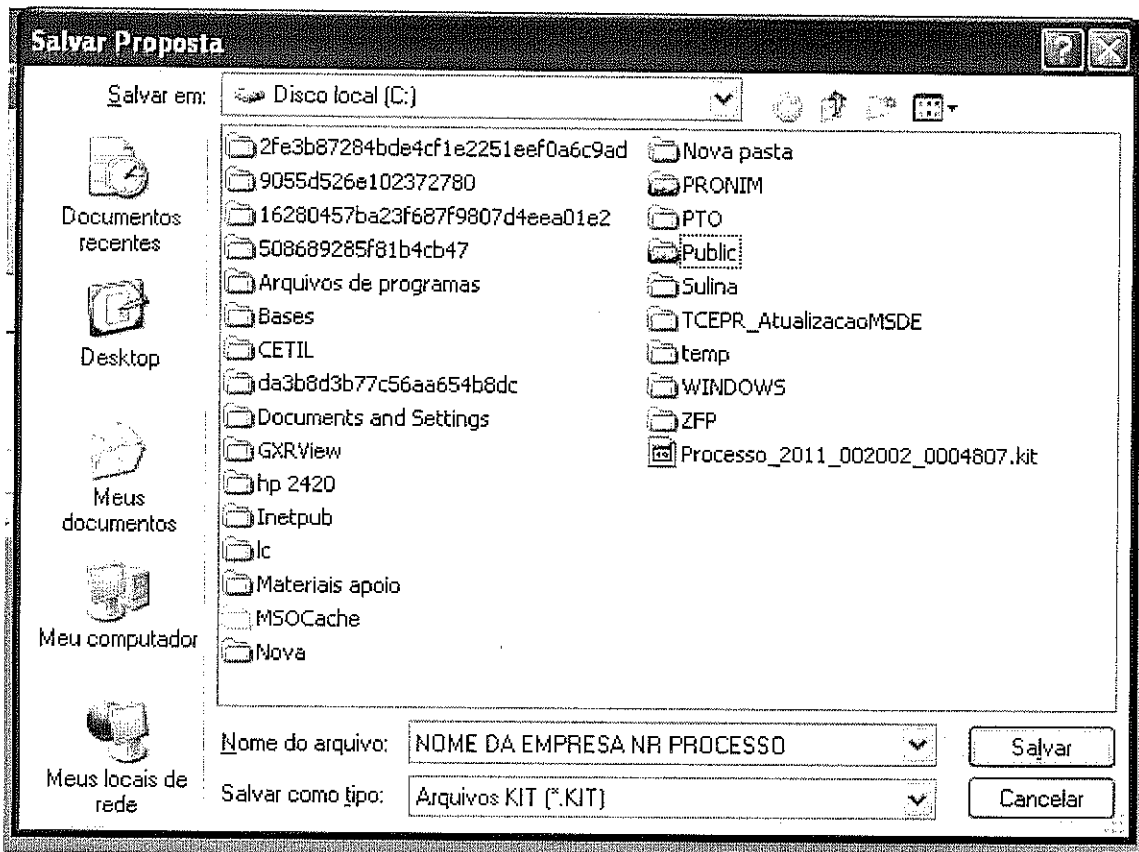 Salvar Proposta
Salvar em:
Disco local (C:)
Documentos
recentes
Desktop
Meus
documentos
Meu computador
Meus locais de
rede
2fe3b87284bde4cf1e2251eef0a6c9ad
9055d526e102372780
16280457ba23f687f9807d4eea01e2
508689285f81b4cb47
Arquivos de programas
Bases
CETIL
da3b8d3b77c56aa654b8dc
Documents and Settings
GXRView
hp 2420
Inetpub
lc
Materiais apoio
MSOCache
Nova
Nova pasta
PRONIM
PTO
Public
Sulina
TCEPR_AtualizacaoMSDE
temp
WINDOWS
ZFP
Processo_2011_002002_0004807.kit
Nome do arquivo:
NOME DA EMPRESA NR PROCESSO
Salvar
Salvar como tipo:
Arquivos KIT (*.KIT)
Cancelar